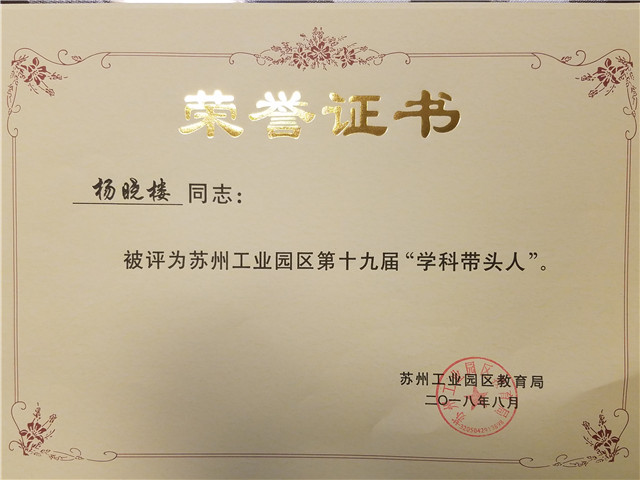 荣誉证书
杨晓楼 同志：
被评为苏州工业园区第十九届“学科带头人”。
苏州工业园区教育局
二〇一八年八月